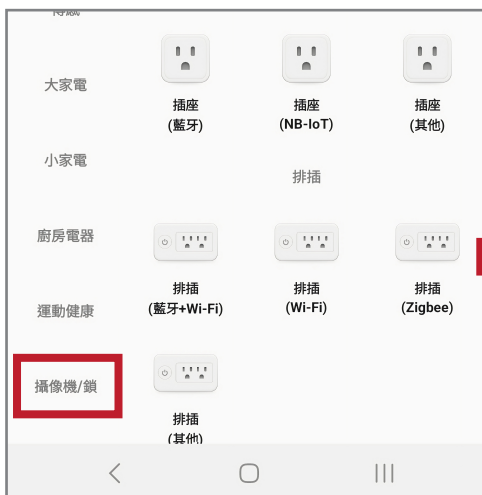 大家電
小家電
廚房電器
運動健康
攝像機/鎖
插座
(藍牙)
插座
(NB-IoT)
插座
(其他)
排插
排插
(藍牙+Wi-Fi)
排插
(Wi-Fi)
排插
(Zigbee)
排插
(其他)